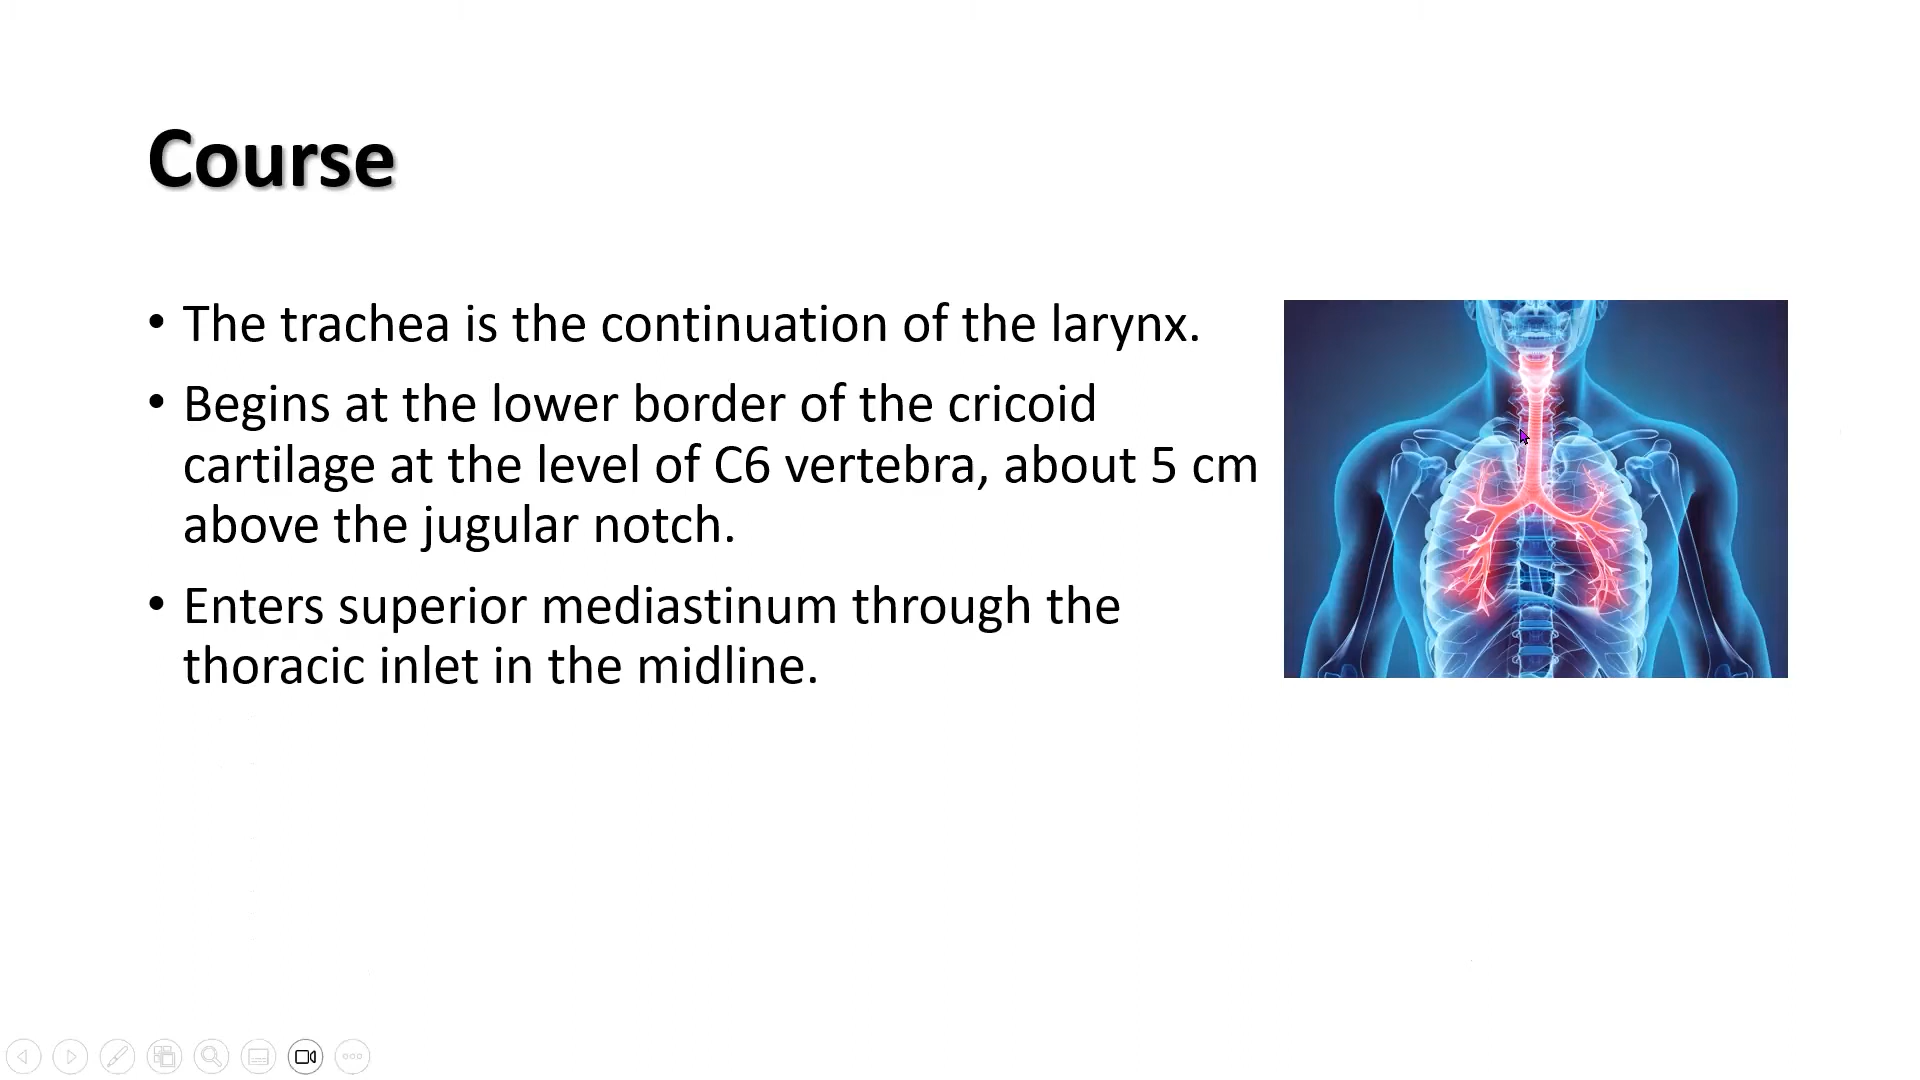 Course
• The trachea is the continuation of the larynx.
• Begins at the lower border of the cricoid
cartilage at the level of C6 vertebra, about 5 cm
above the jugular notch.
• Enters superior mediastinum through the
thoracic inlet in the midline.